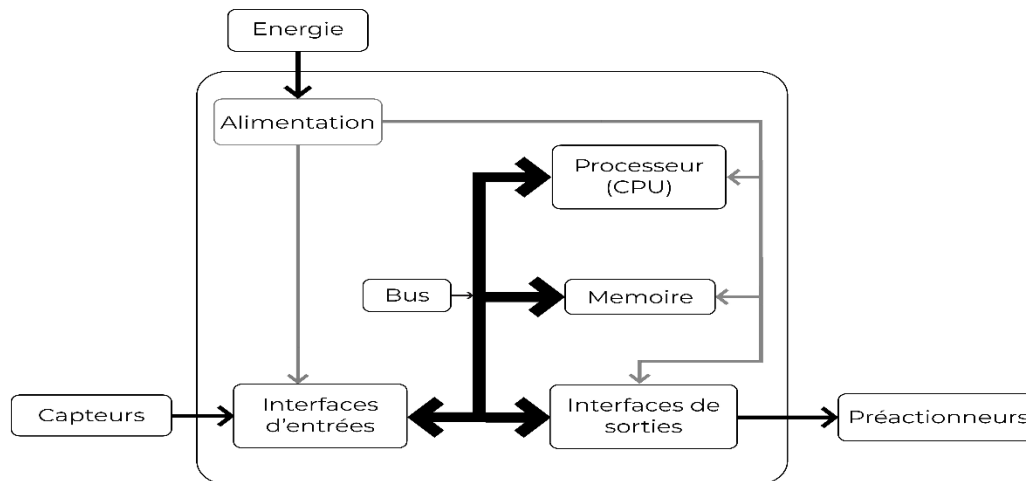 Energie
Alimentation
Processeur
(CPU)
Bus
Memoire
Capteurs
Interfaces
d'entrées
Interfaces de
sorties
Préactionneurs